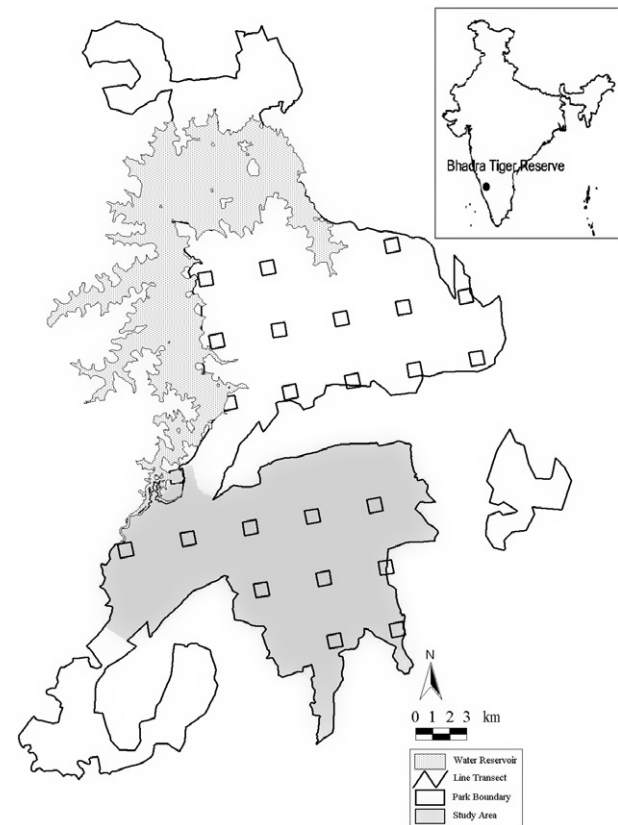 Bhadra Tiger Reserve
N
0 1 2 3 km
Water Reservoir
Line Transect
Park Boundary
Study Area